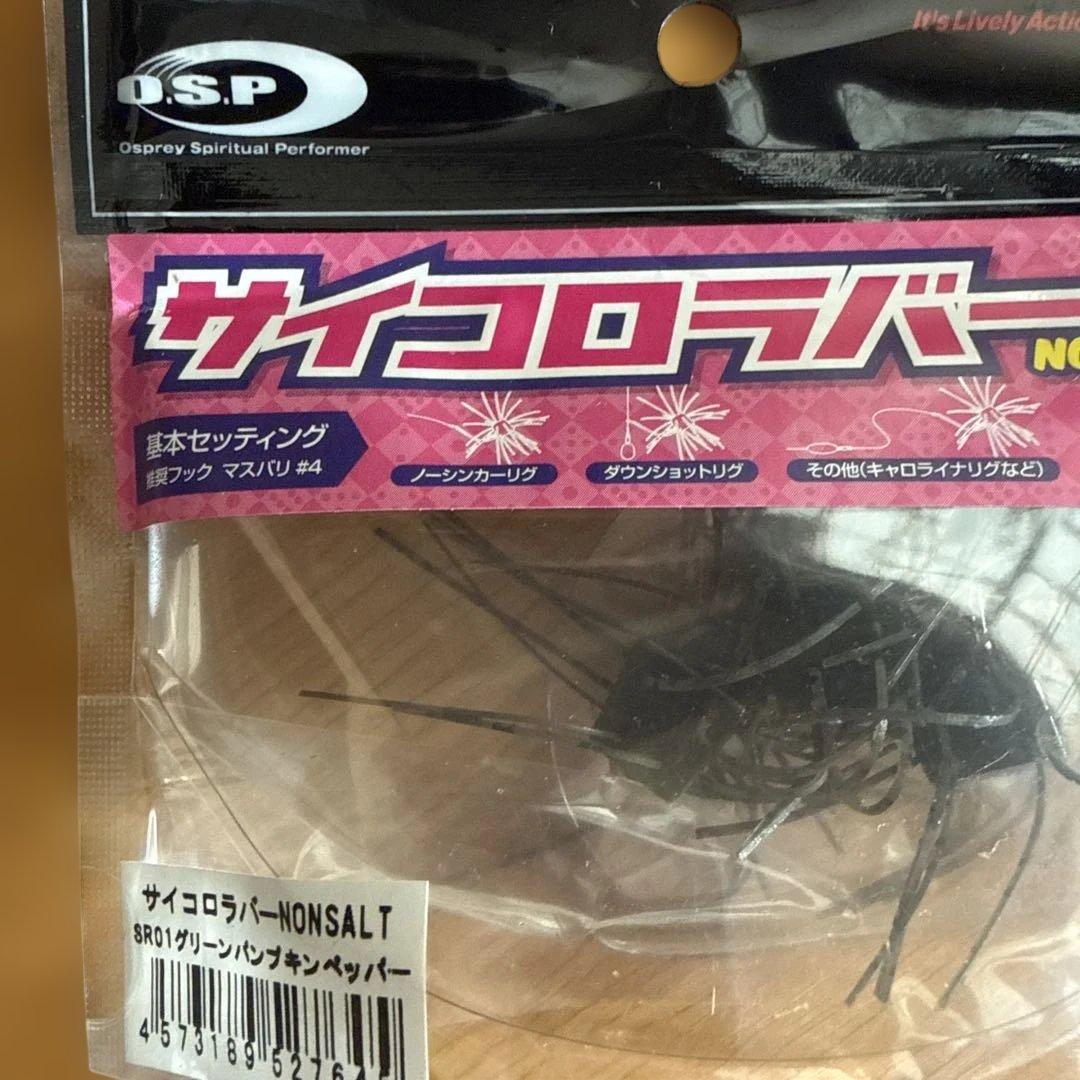 It's Lively Actio
O.S.P
Osprey Spiritual Performer
サイコロラバー
NO
基本セッティング
推奨フック マスバリ #4
ノーシンカーリグ
ダウンショットリグ
その他(キャロライナリグなど)
サイコロラバーNONSALT
SR01グリーンパンプキンペッパー
4573189527645